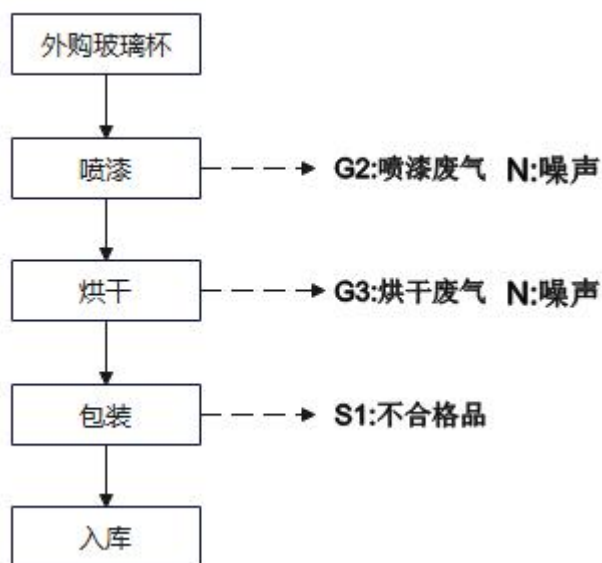 外购玻璃杯
喷漆
G2:喷漆废气 N:噪声
烘干
G3:烘干废气 N:噪声
包装
S1:不合格品
入库